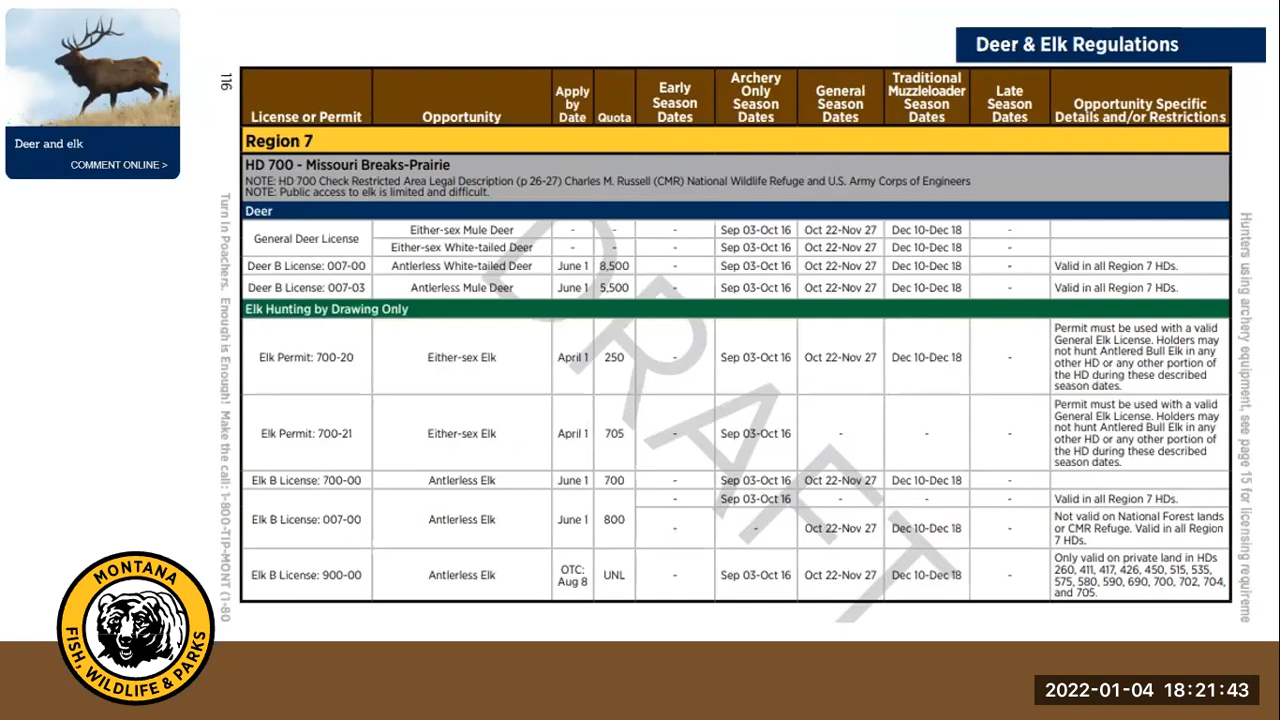 Deer & Elk Regulations
Deer and elk
COMMENT ONLINE >
116
License or Permit Opportunity Apply by Date Quota Early Season Dates Archery Only Season Dates General Season Dates Traditional Muzzleloader Season Dates Late Season Dates Opportunity Specific Details and/or Restrictions
Region 7
HD 700 - Missouri Breaks-Prairie
NOTE: HD 700 Check Restricted Area Legal Description (p 26-27) Charles M. Russell (CMR) National Wildlife Refuge and U.S. Army Corps of Engineers
NOTE: Public access to elk is limited and difficult.
Deer
General Deer License
Either-sex Mule Deer - - - Sep 03-Oct 16 Oct 22-Nov 27 Dec 10-Dec 18 -
Either-sex White-tailed Deer - - - Sep 03-Oct 16 Oct 22-Nov 27 Dec 10-Dec 18 -
Deer B License: 007-00 Antlerless White-tailed Deer June 1 8,500 - Sep 03-Oct 16 Oct 22-Nov 27 Dec 10-Dec 18 - Valid in all Region 7 HDs.
Deer B License: 007-03 Antlerless Mule Deer June 1 5,500 - Sep 03-Oct 16 Oct 22-Nov 27 Dec 10-Dec 18 - Valid in all Region 7 HDs.
Elk Hunting by Drawing Only
Elk Permit: 700-20 Either-sex Elk April 1 250 - Sep 03-Oct 16 Oct 22-Nov 27 Dec 10-Dec 18 -
Permit must be used with a valid
General Elk License. Holders may
not hunt Antlered Bull Elk in any
other HD or any other portion of
the HD during these described
season dates.
Elk Permit: 700-21 Either-sex Elk April 1 705 - Sep 03-Oct 16 - -
Permit must be used with a valid
General Elk License. Holders may
not hunt Antlered Bull Elk in any
other HD or any other portion of
the HD during these described
season dates.
Elk B License: 700-00 Antlerless Elk June 1 700 - Sep 03-Oct 16 Oct 22-Nov 27 Dec 10-Dec 18 -
Elk B License: 007-00 Antlerless Elk June 1 800
- Sep 03-Oct 16 - - Valid in all Region 7 HDs.
- - Oct 22-Nov 27 Dec 10-Dec 18 -
Not valid on National Forest lands
or CMR Refuge. Valid in all Region
7 HDs.
Elk B License: 900-00 Antlerless Elk OTC: Aug 8 UNL - Sep 03-Oct 16 Oct 22-Nov 27 Dec 10-Dec 18 -
Only valid on private land in HDs
260, 411, 417, 426, 450, 515, 535,
575, 580, 590, 690, 700, 702, 704,
and 705.
DRAFT
Turn In Poachers. Enough is Enough! Make the call: 1-800-TIP-MONT (1-80
Hunters using archery equipment, see page 15 for licensing requireme
MONTANA
FISH, WILDLIFE & PARKS
2022-01-04 18:21:43